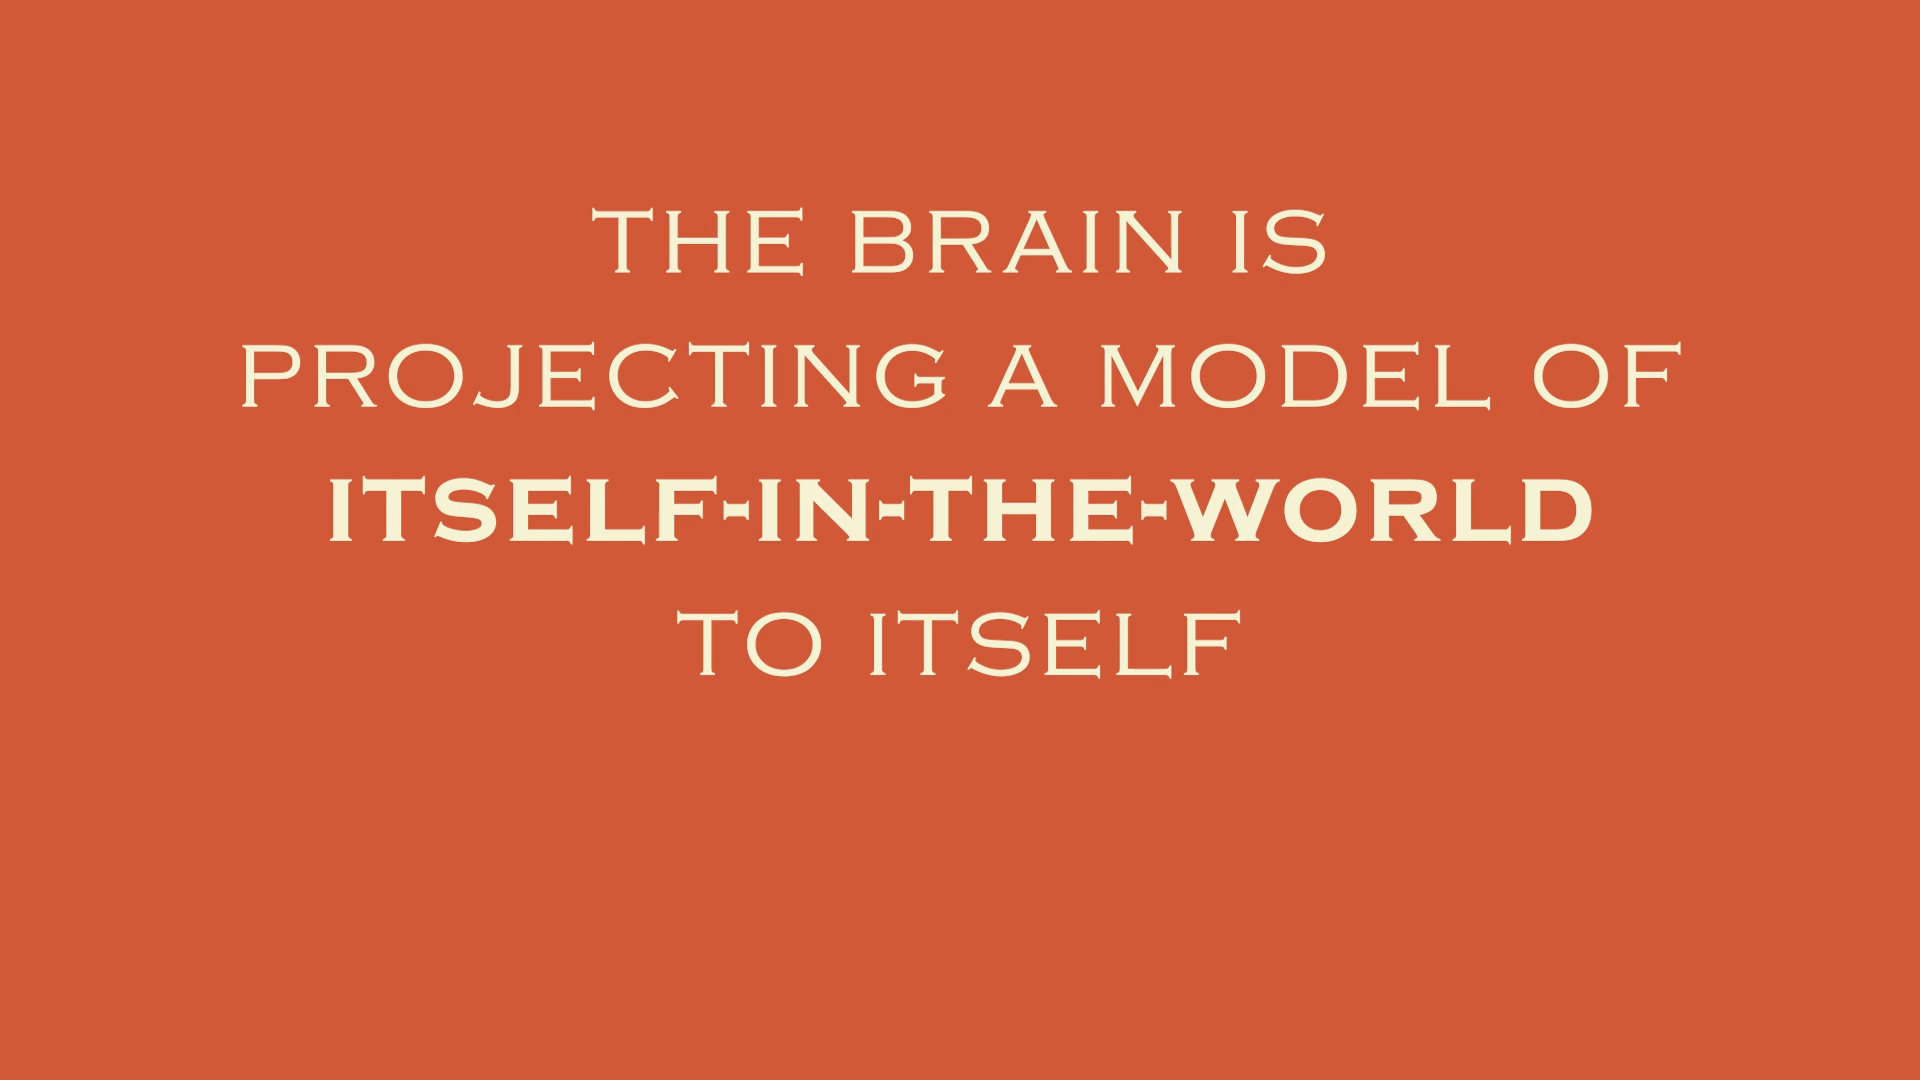 THE BRAIN IS
PROJECTING A MODEL OF
ITSELF-IN-THE-WORLD
TO ITSELF